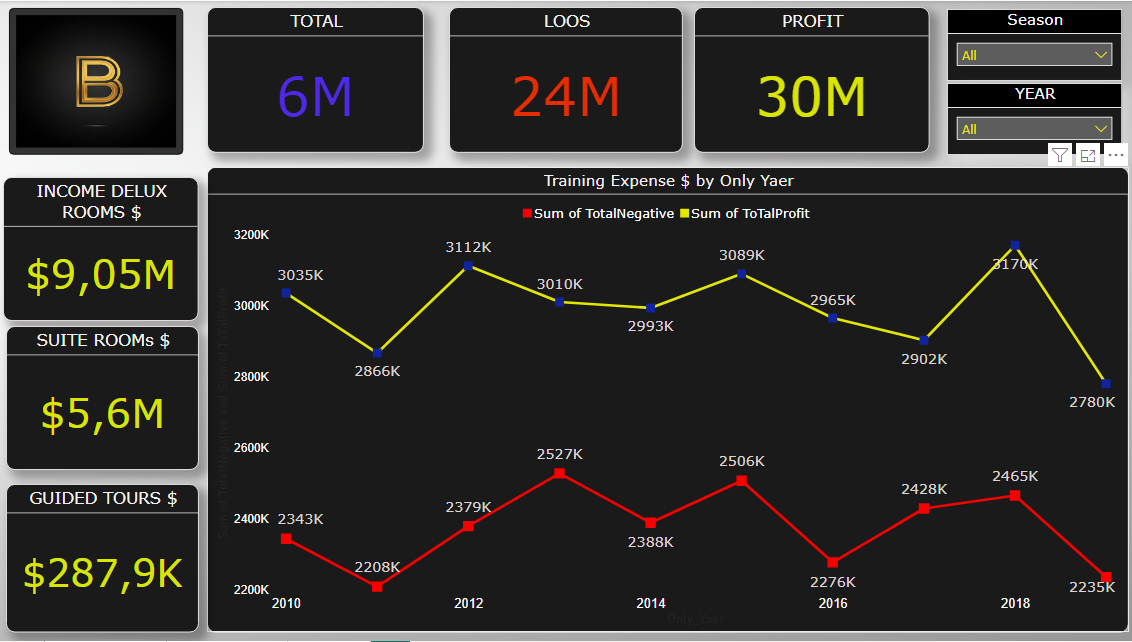 B
TOTAL
6M
LOOS
24M
PROFIT
30M
Season
All
YEAR
All
INCOME DELUX
ROOMS $
$9,05M
SUITE ROOMs $
$5,6M
GUIDED TOURS $
$287,9K
Training Expense $ by Only Yaer
Sum of TotalNegative Sum of ToTalProfit
Sum of TotalNegative and Sum of ToTalProfit
3200K
3000K
2800K
2600K
2400K
2200K
3035K
2866K
3112K
3010K
2993K
3089K
2965K
2902K
3170K
2780K
2343K
2208K
2379K
2527K
2388K
2506K
2276K
2428K
2465K
2235K
2010 2012 2014 2016 2018
Only_Yaer